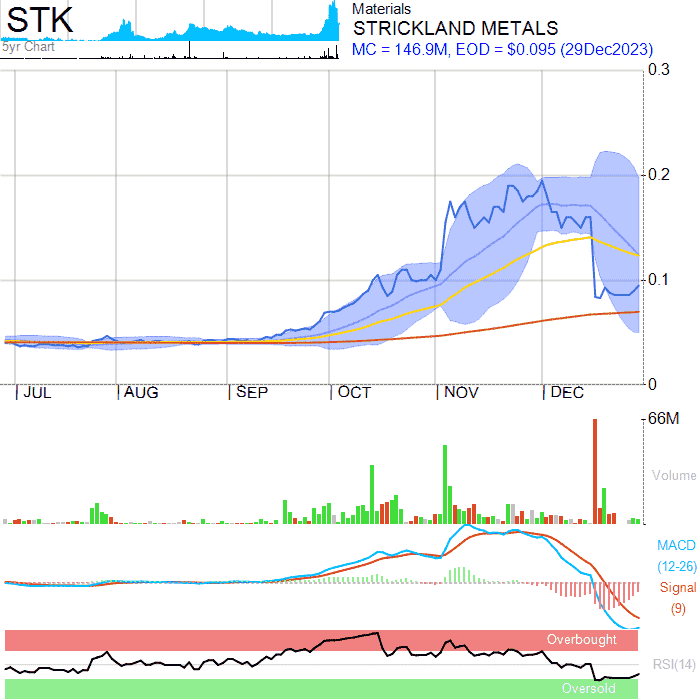 STK
5yr Chart
Materials
STRICKLAND METALS
MC = 146.9M, EOD = $0.095 (29Dec2023)
0.3
0.2
0.1
0
JUL AUG SEP OCT NOV DEC
66M
Volume
MACD
(12-26)
Signal
(9)
Overbought
RSI(14)
Oversold